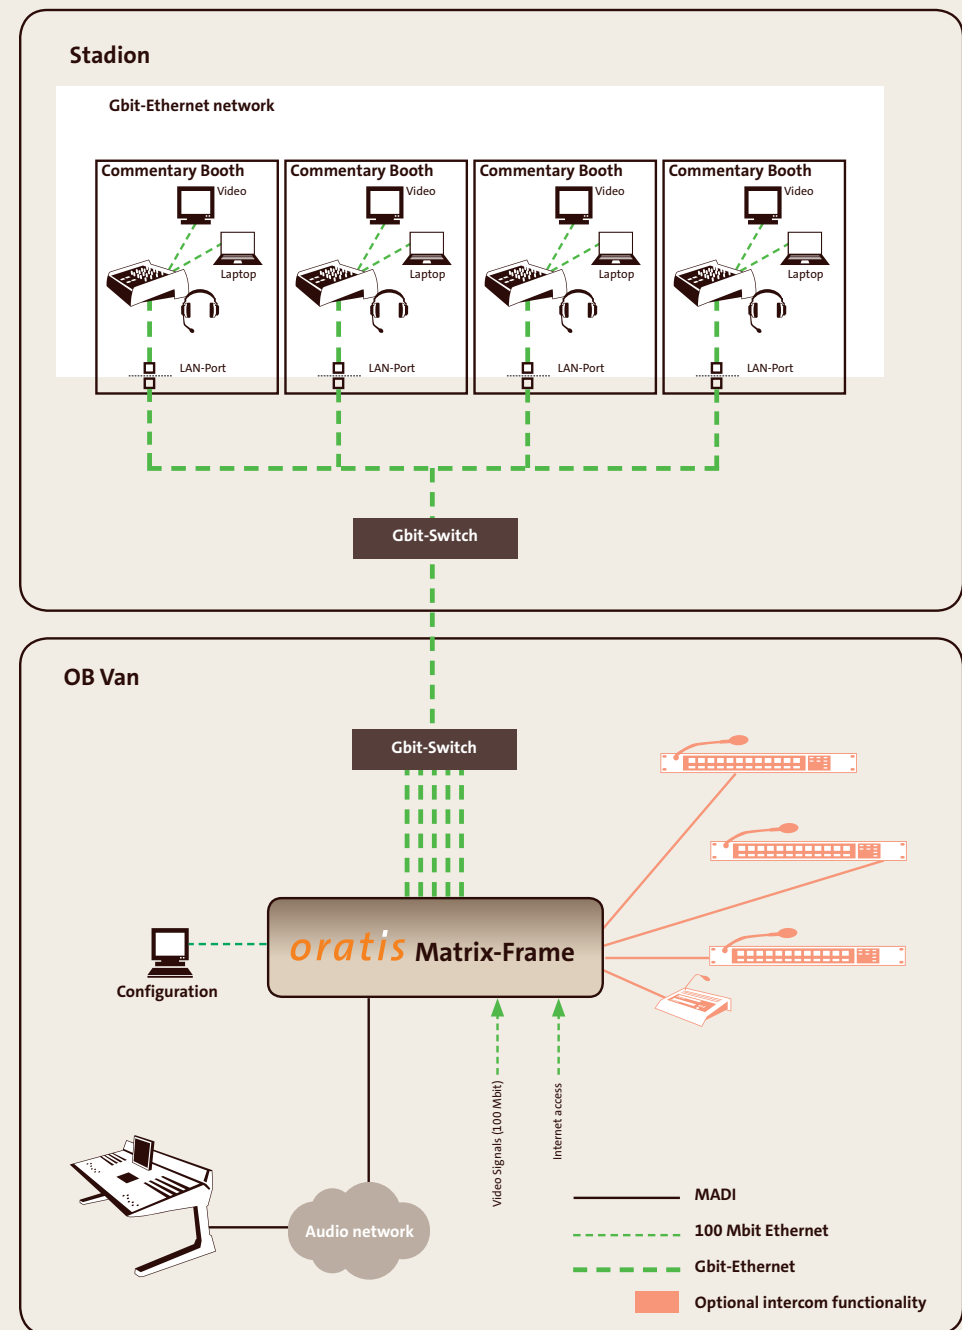 Stadion
Gbit-Ethernet network
Commentary Booth
Video
Laptop
LAN-Port
Commentary Booth
Video
Laptop
LAN-Port
Commentary Booth
Video
Laptop
LAN-Port
Commentary Booth
Video
Laptop
LAN-Port
Gbit-Switch
OB Van
Gbit-Switch
oratis Matrix-Frame
Configuration
Video Signals (100 Mbit)
Internet access
Audio network
MADI
100 Mbit Ethernet
Gbit-Ethernet
Optional intercom functionality